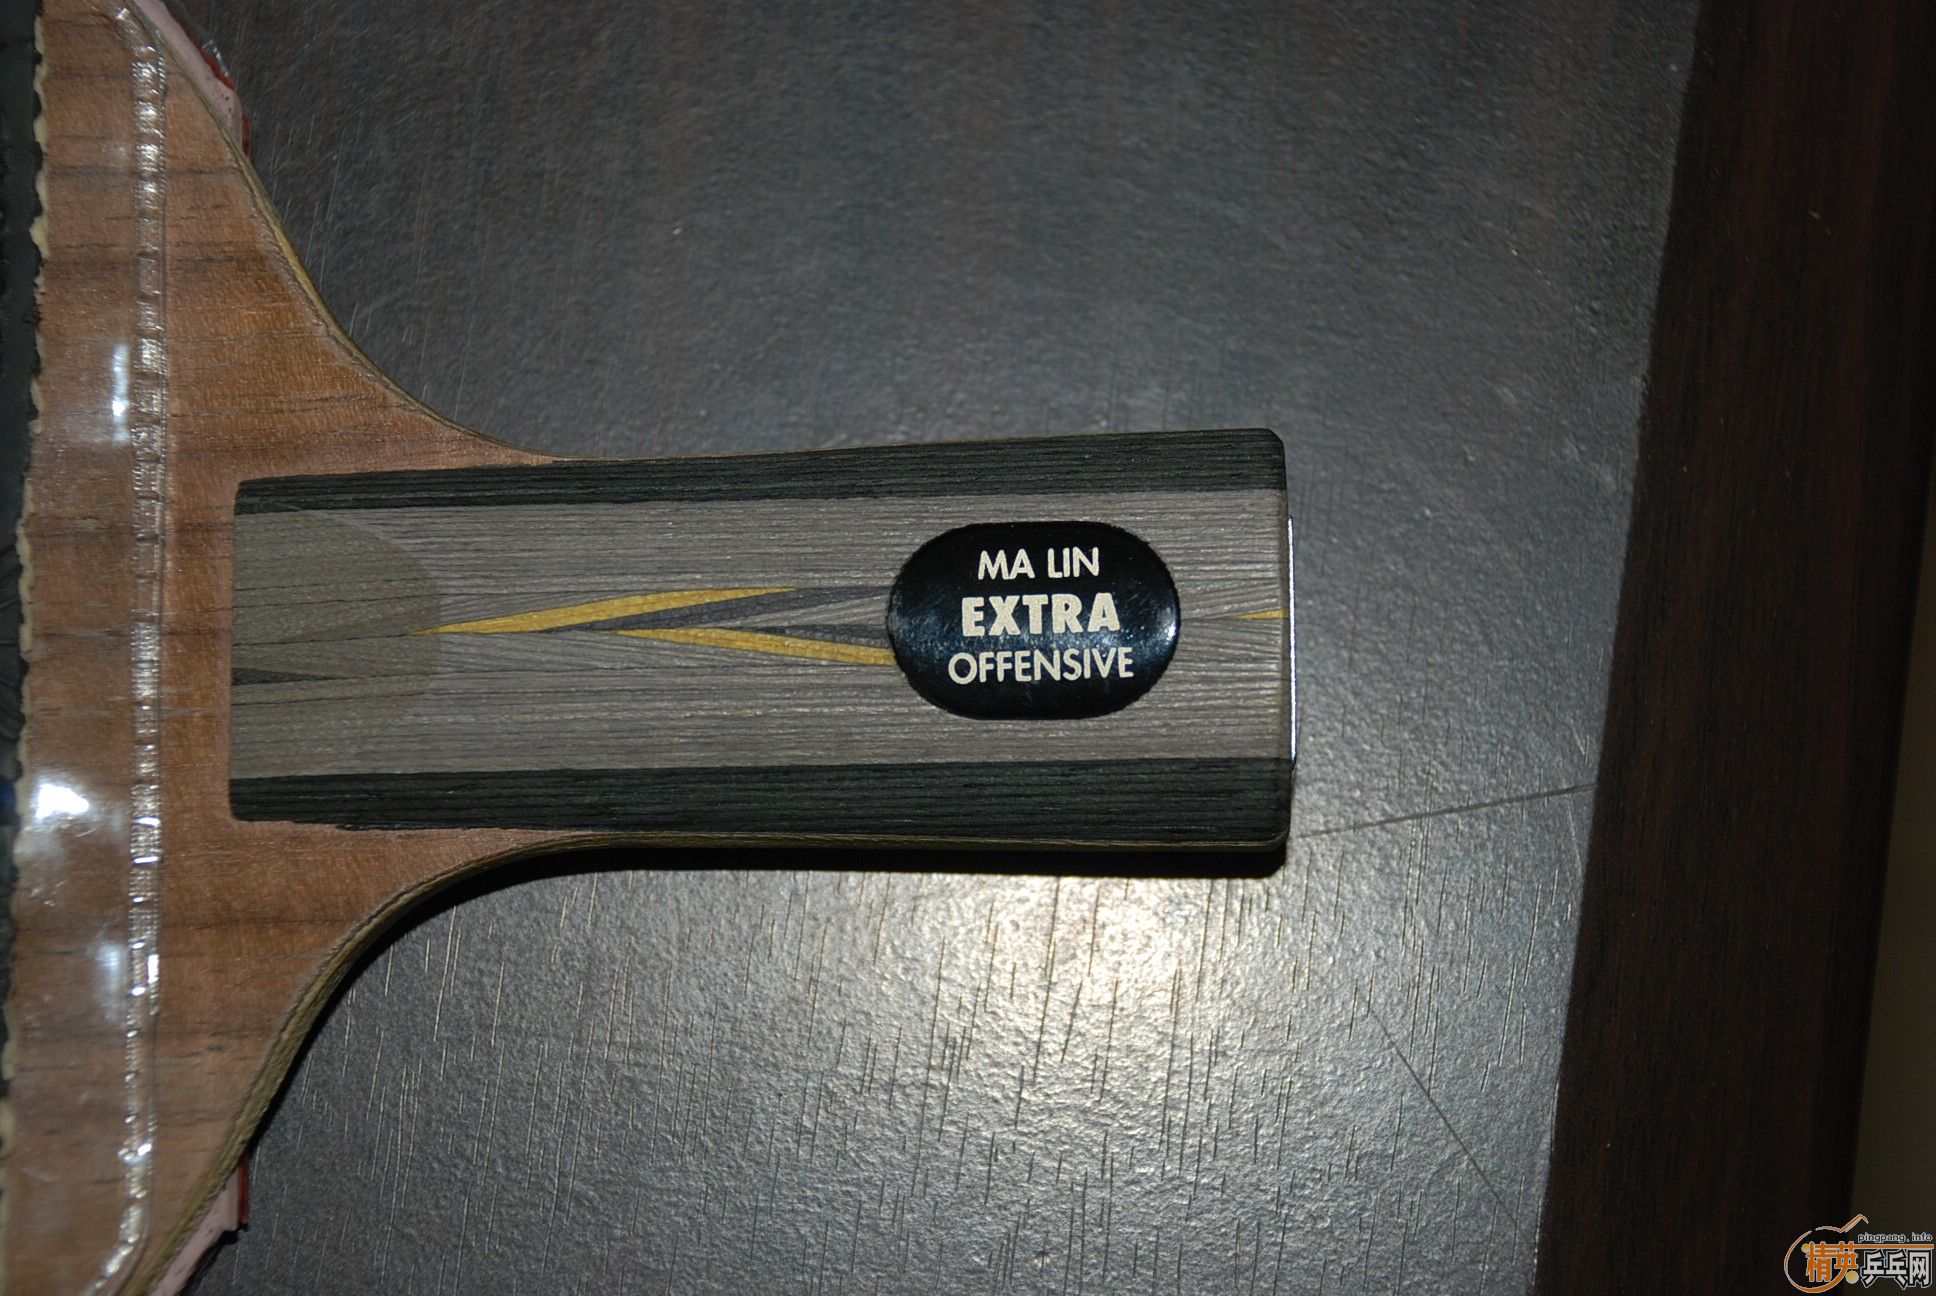 MA LIN
EXTRA
OFFENSIVE
pingpang.info
精英乒乓网